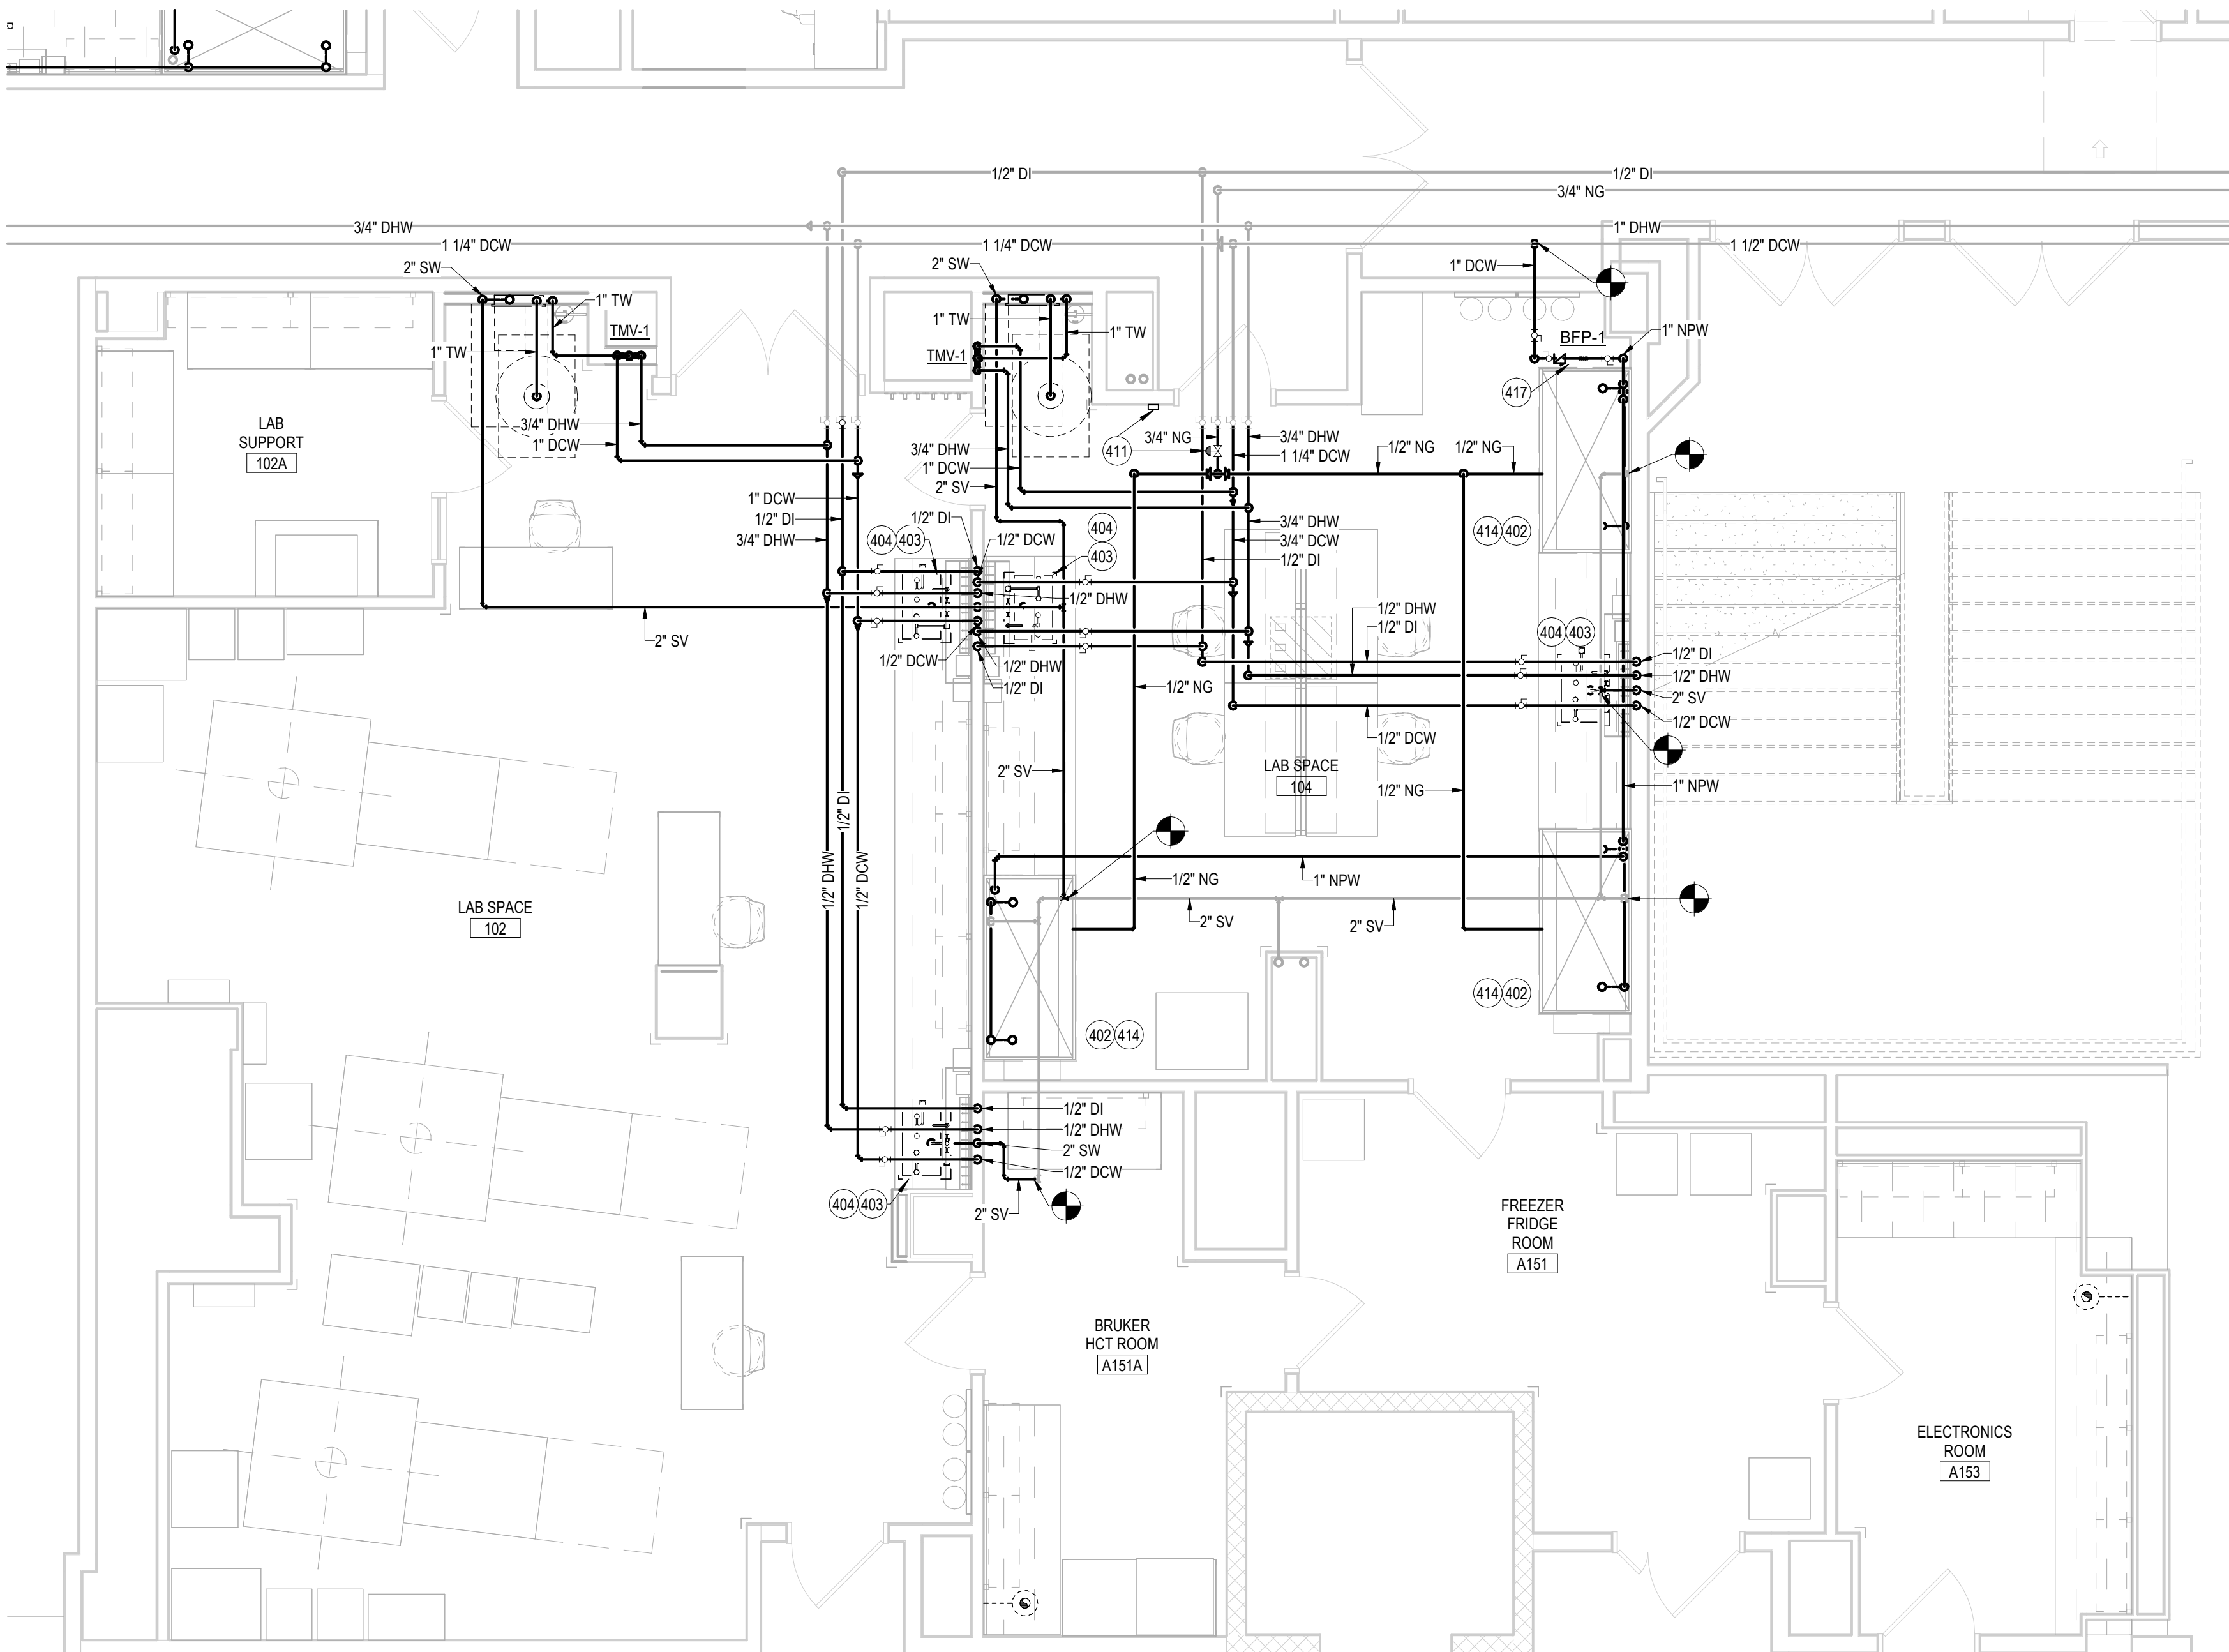 1/2" DI
1/2" DI
3/4" NG
3/4" DHW
1" DHW
1 1/4" DCW
1 1/4" DCW
1 1/2" DCW
2" SW
2" SW
1" DCW
1" TW
TMV-1
1" TW
1" TW
1" TW
TMV-1
BFP-1
1" NPW
417
LAB
SUPPORT
102A
3/4" DHW
1" DCW
3/4" DHW
1" DCW
2" SV
411
3/4" NG
3/4" DHW
1 1/4" DCW
1/2" NG
1/2" NG
1" DCW
1/2" DI
3/4" DHW
1/2" DI
404
403
1/2" DCW
404
403
3/4" DHW
3/4" DCW
1/2" DI
414
402
1/2" DHW
2" SV
1/2" DCW
1/2" DHW
1/2" DI
1/2" DHW
1/2" DI
404
403
1/2" DI
1/2" DHW
2" SV
1/2" DCW
1/2" NG
1/2" DCW
LAB SPACE
104
2" SV
1/2" NG
1" NPW
1/2" DI
1/2" DHW
1/2" DCW
1/2" NG
1" NPW
2" SV
2" SV
LAB SPACE
102
402
414
414
402
1/2" DI
1/2" DHW
2" SW
1/2" DCW
404
403
2" SV
FREEZER
FRIDGE
ROOM
A151
BRUKER
HCT ROOM
A151A
ELECTRONICS
ROOM
A153